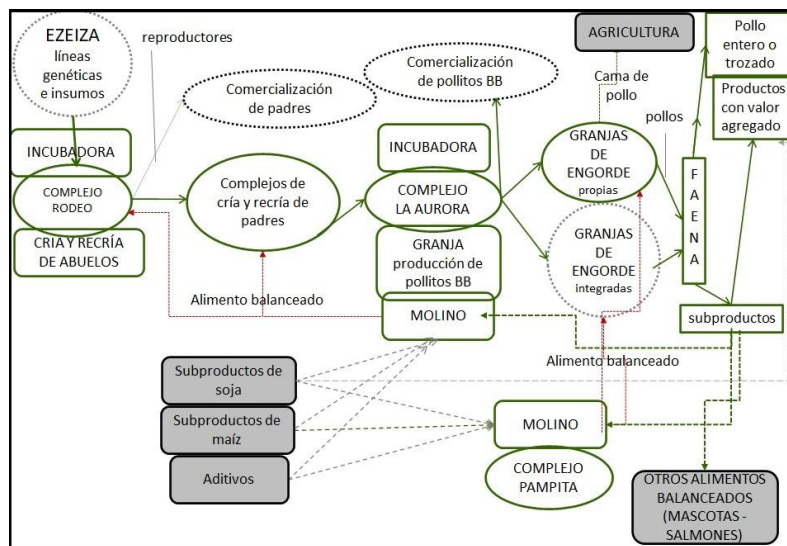 EZEIZA
líneas
genéticas
e insumos
reproductores
Comercialización
de padres
Comercialización
de pollitos BB
AGRICULTURA
Cama de
pollo
pollos
Pollo
entero o
trozado
Productos
con valor
agregado
INCUBADORA
COMPLEJO
RODEO
CRIA Y RECRÍA
DE ABUELOS
Complejos de
cría y recría de
padres
INCUBADORA
COMPLEJO
LA AURORA
GRANJA
producción de
pollitos BB
MOLINO
GRANJAS
DE
ENGORDE
propias
GRANJAS
DE
ENGORDE
integradas
F
A
E
N
A
subproductos
Alimento balanceado
Alimento balanceado
Subproductos de
soja
Subproductos de
maíz
Aditivos
MOLINO
COMPLEJO
PAMPITA
OTROS ALIMENTOS
BALANCEADOS
(MASCOTAS -
SALMONES)